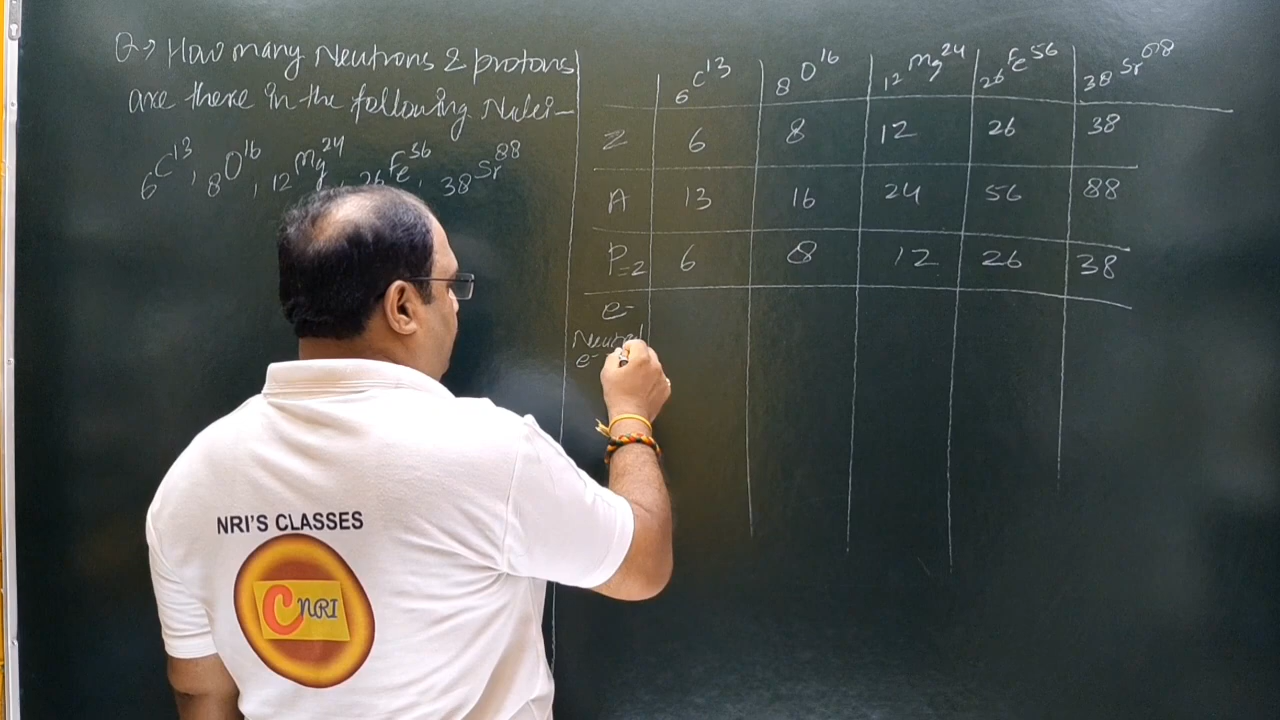 Q→ How many Neutrons & protons
are there in the following Nuclei-
₆C¹³, ₈O¹⁶, ₁₂Mg²⁴, ₂₆Fe⁵⁶, ₃₈Sr⁸⁸
₆C¹³ ₈O¹⁶ ₁₂Mg²⁴ ₂₆Fe⁵⁶ ₃₈Sr⁸⁸
Z 6 8 12 26 38
A 13 16 24 56 88
P=Z 6 8 12 26 38
e⁻
e⁻
NRI'S CLASSES
C NRI